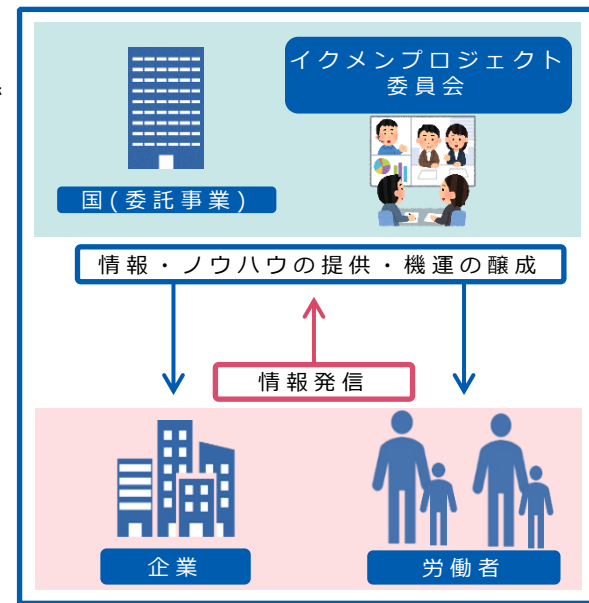 イクメンプロジェクト
委員会
国(委託事業)
情報・ノウハウの提供・機運の醸成
情報発信
企業
労働者